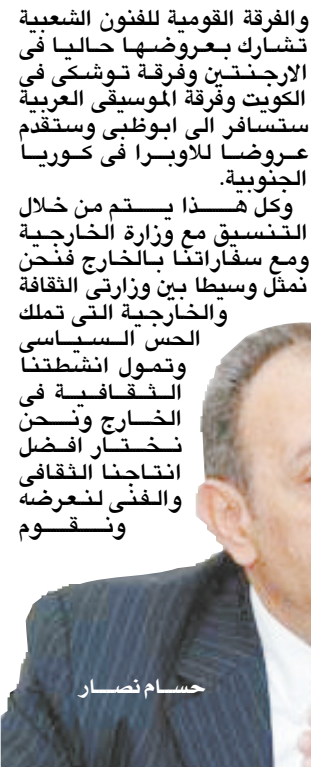 والفرقة القومية للفنون الشعبية
تشارك بعروضها حاليا فى
الارجنتين وفرقة توشكى فى
الكويت وفرقة الموسيقى العربية
ستسافر الى ابوظبى وستقدم
عروضا للاوبرا فى كوريا
الجنوبية.
وكل هذا يتم من خلال
التنسيق مع وزارة الخارجية
ومع سفاراتنا بالخارج فنحن
نمثل وسيطا بين وزارتى الثقافة
والخارجية التى تملك
الحس السياسى
وتمول انشطتنا
الثقافية فى
الخارج ونحن
نختار افضل
انتاجنا الثقافى
والفنى لنعرضه
ونقوم
حسام نصار